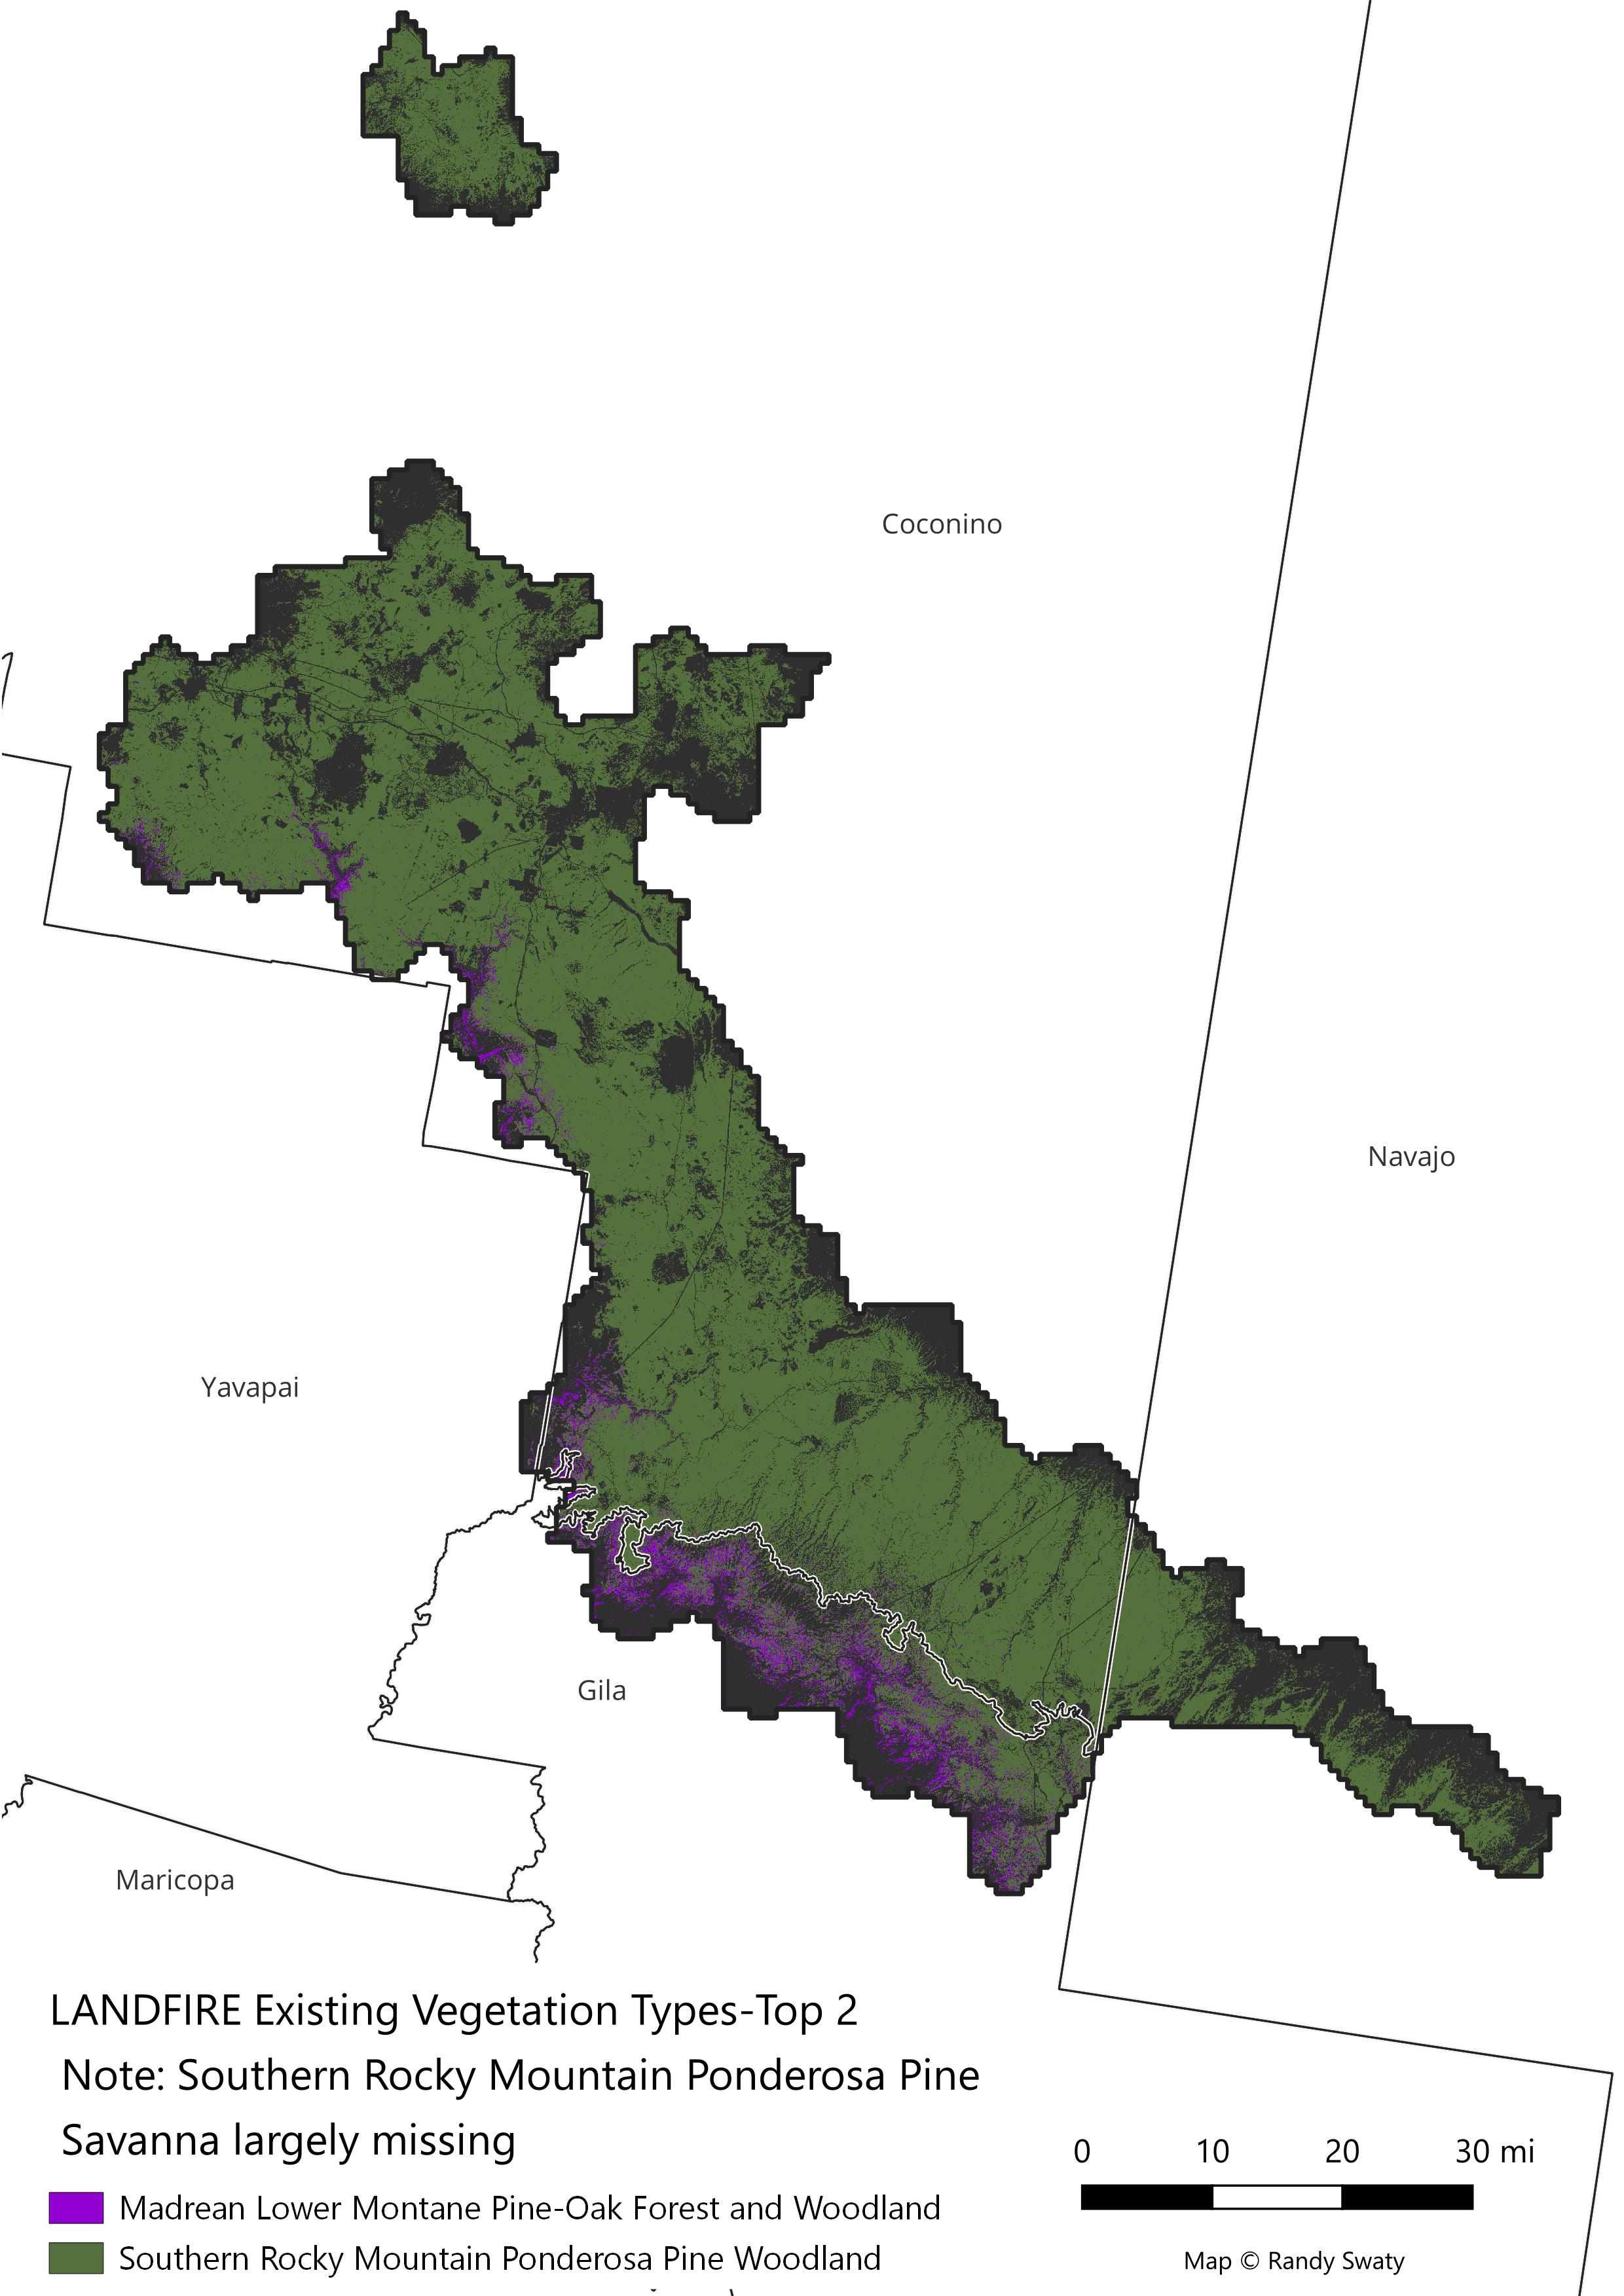 Coconino
Navajo
Yavapai
Gila
Maricopa
LANDFIRE Existing Vegetation Types-Top 2
Note: Southern Rocky Mountain Ponderosa Pine
Savanna largely missing
Madrean Lower Montane Pine-Oak Forest and Woodland
Southern Rocky Mountain Ponderosa Pine Woodland
0 10 20 30 mi
Map © Randy Swaty